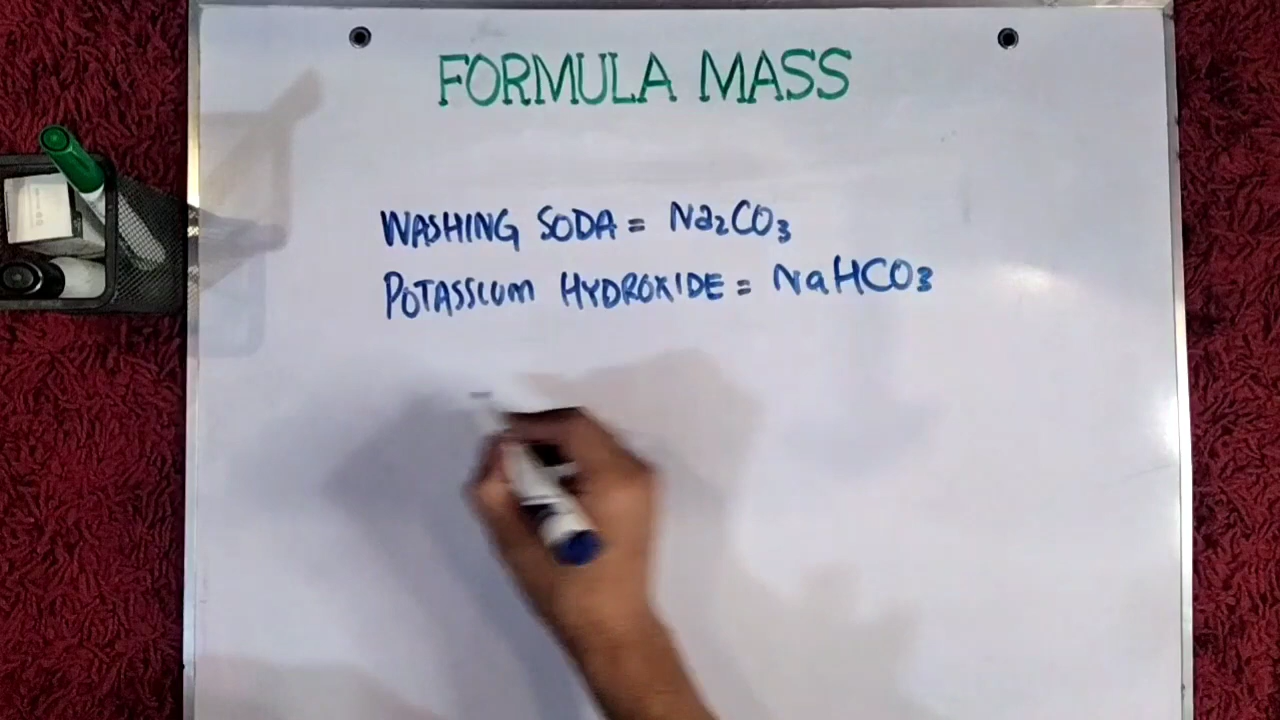 FORMULA MASS
WASHING SODA = Na₂CO₃
POTASSIUM HYDROXIDE = NaHCO₃